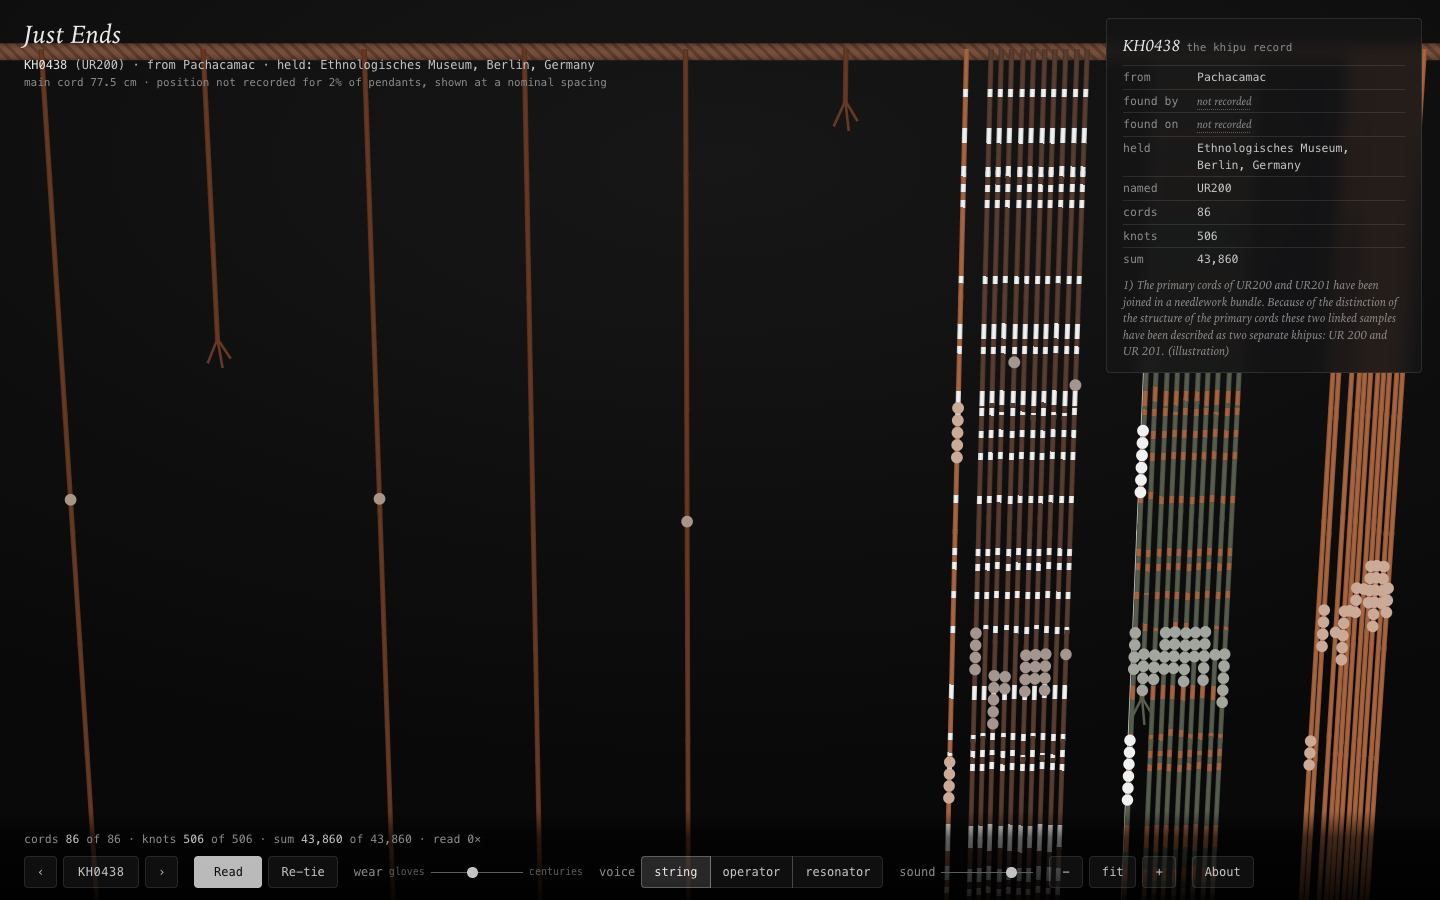 Just Ends
KH0438 (UR200) · from Pachacamac · held: Ethnologisches Museum, Berlin, Germany
main cord 77.5 cm · position not recorded for 2% of pendants, shown at a nominal spacing
KH0438 the khipu record
from Pachacamac
found by not recorded
found on not recorded
held Ethnologisches Museum,
Berlin, Germany
named UR200
cords 86
knots 506
sum 43,860
1) The primary cords of UR200 and UR201 have been
joined in a needlework bundle. Because of the distinction of
the structure of the primary cords these two linked samples
have been described as two separate khipus: UR 200 and
UR 201. (illustration)
cords 86 of 86 · knots 506 of 506 · sum 43,860 of 43,860 · read 0×
‹ KH0438 › Read Re-tie wear gloves centuries voice string operator resonator sound − fit + About